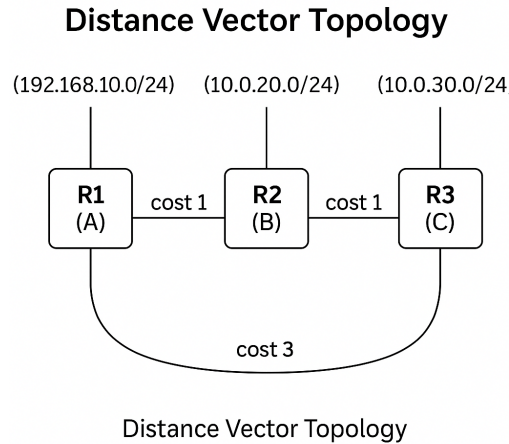 Distance Vector Topology
(192.168.10.0/24) (10.0.20.0/24) (10.0.30.0/24
R1 R2 R3
(A) (B) (C)
cost 1 cost 1
cost 3
Distance Vector Topology